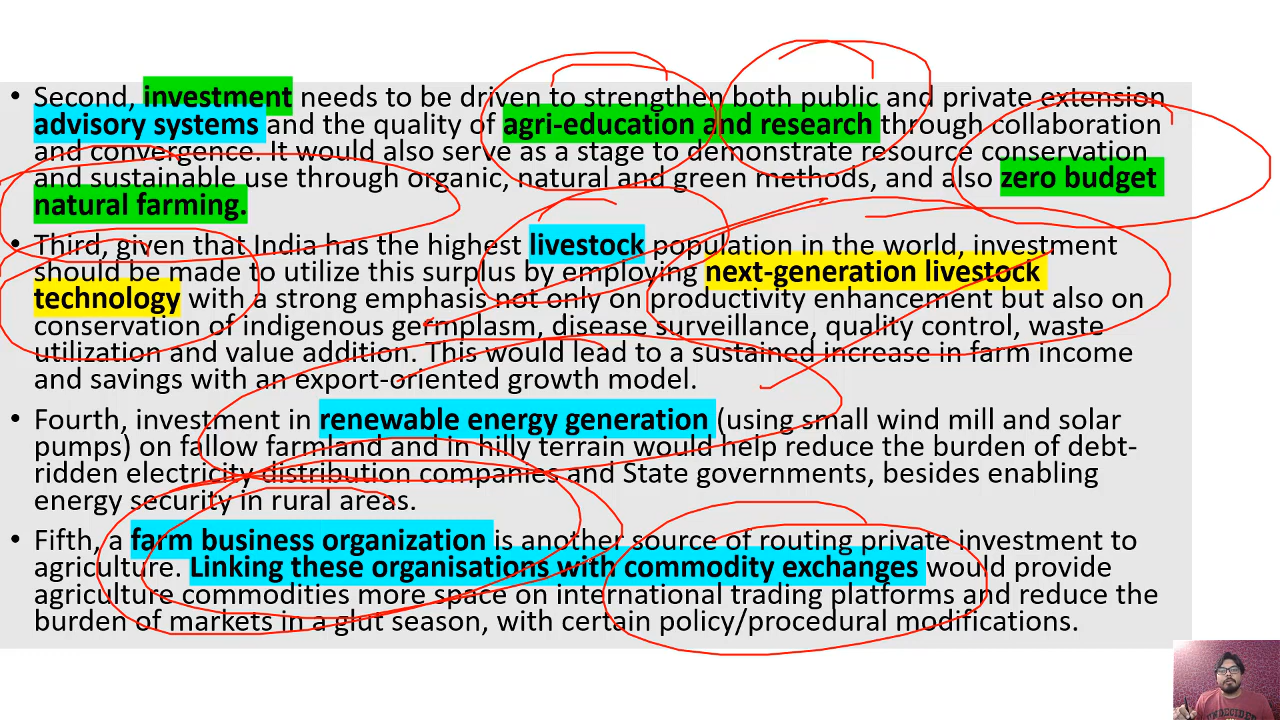 • Second, investment needs to be driven to strengthen both public and private extension
advisory systems and the quality of agri-education and research through collaboration
and convergence. It would also serve as a stage to demonstrate resource conservation
and sustainable use through organic, natural and green methods, and also zero budget
natural farming.
• Third, given that India has the highest livestock population in the world, investment
should be made to utilize this surplus by employing next-generation livestock
technology with a strong emphasis not only on productivity enhancement but also on
conservation of indigenous germplasm, disease surveillance, quality control, waste
utilization and value addition. This would lead to a sustained increase in farm income
and savings with an export-oriented growth model.
• Fourth, investment in renewable energy generation (using small wind mill and solar
pumps) on fallow farmland and in hilly terrain would help reduce the burden of debt-
ridden electricity distribution companies and State governments, besides enabling
energy security in rural areas.
• Fifth, a farm business organization is another source of routing private investment to
agriculture. Linking these organisations with commodity exchanges would provide
agriculture commodities more space on international trading platforms and reduce the
burden of markets in a glut season, with certain policy/procedural modifications.